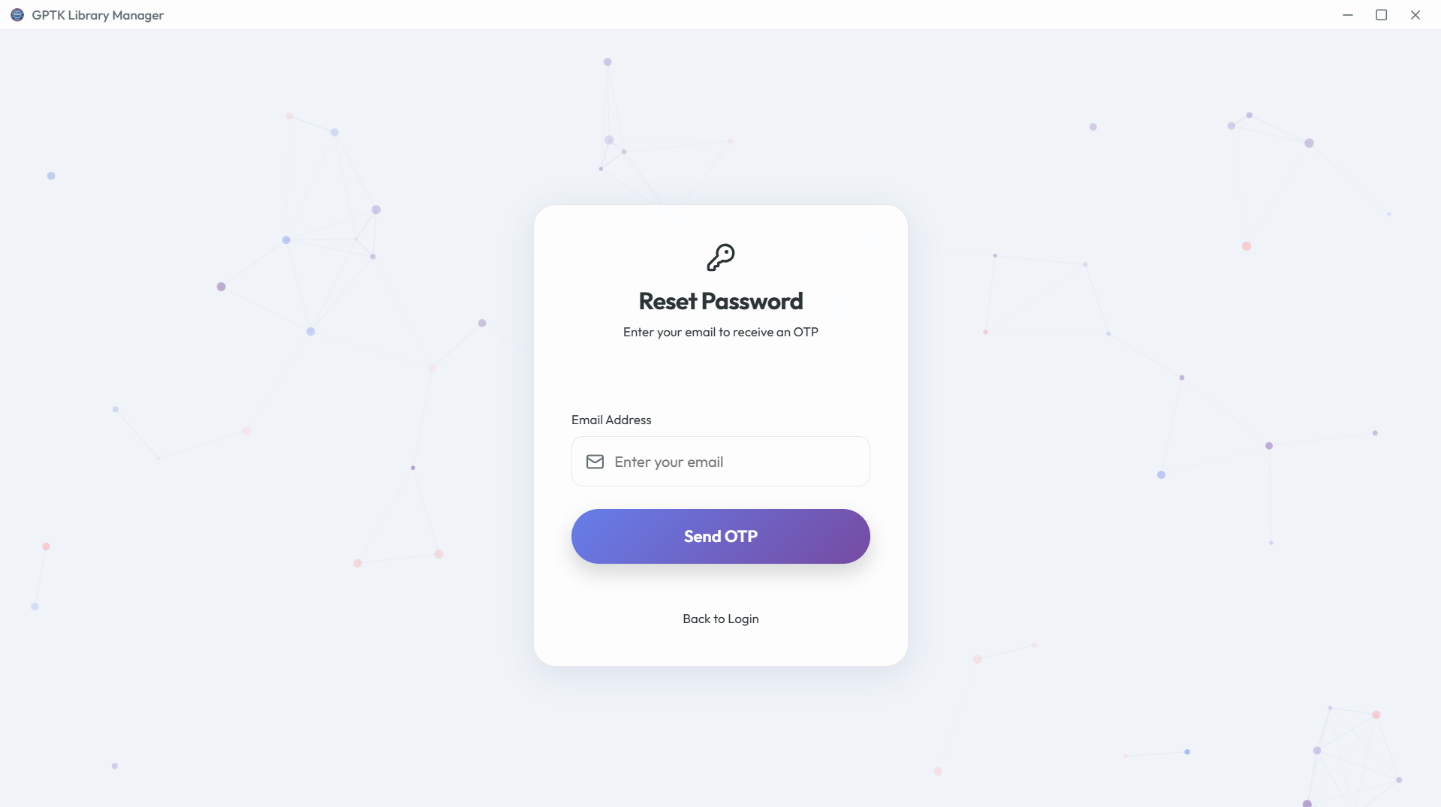 GPTK Library Manager
Reset Password
Enter your email to receive an OTP
Email Address
Enter your email
Send OTP
Back to Login